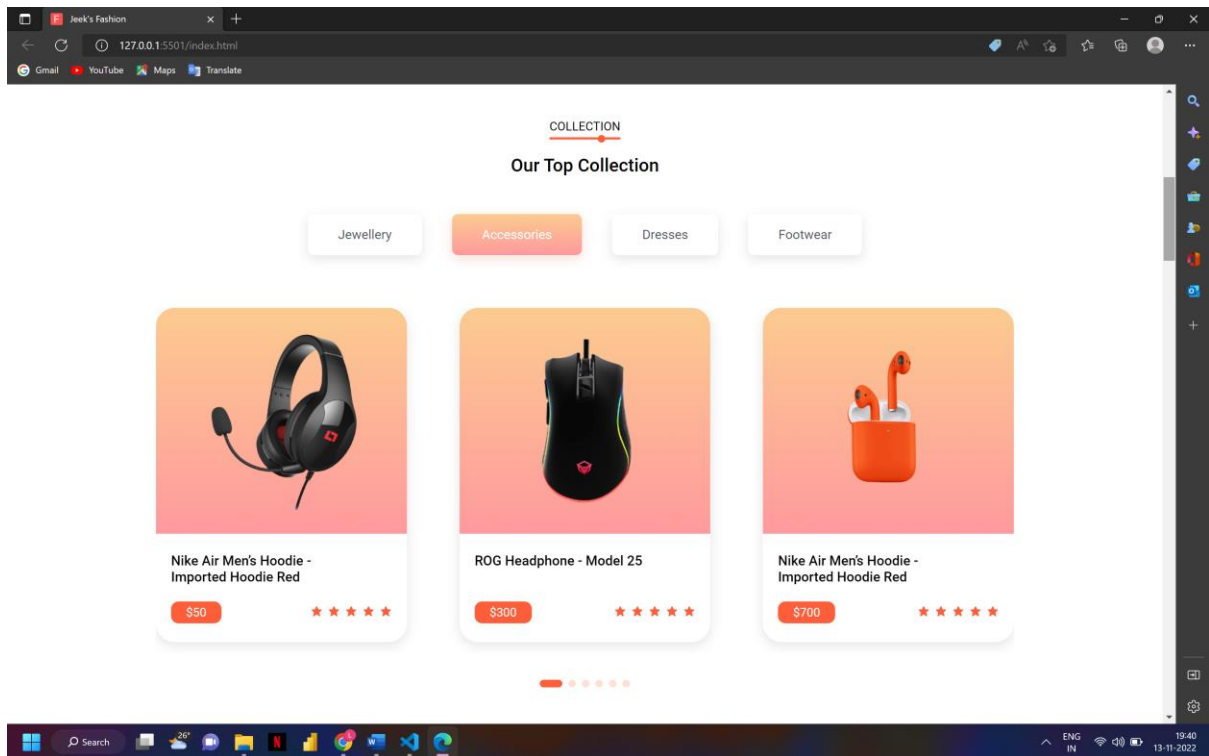 F Jeek's Fashion
127.0.0.1:5501/index.html
Gmail YouTube Maps Translate
COLLECTION
Our Top Collection
Jewellery Accessories Dresses Footwear
Nike Air Men's Hoodie -
Imported Hoodie Red
$50
ROG Headphone - Model 25
$300
Nike Air Men's Hoodie -
Imported Hoodie Red
$700
Search 26° ENG 19:40
IN 13-11-2022